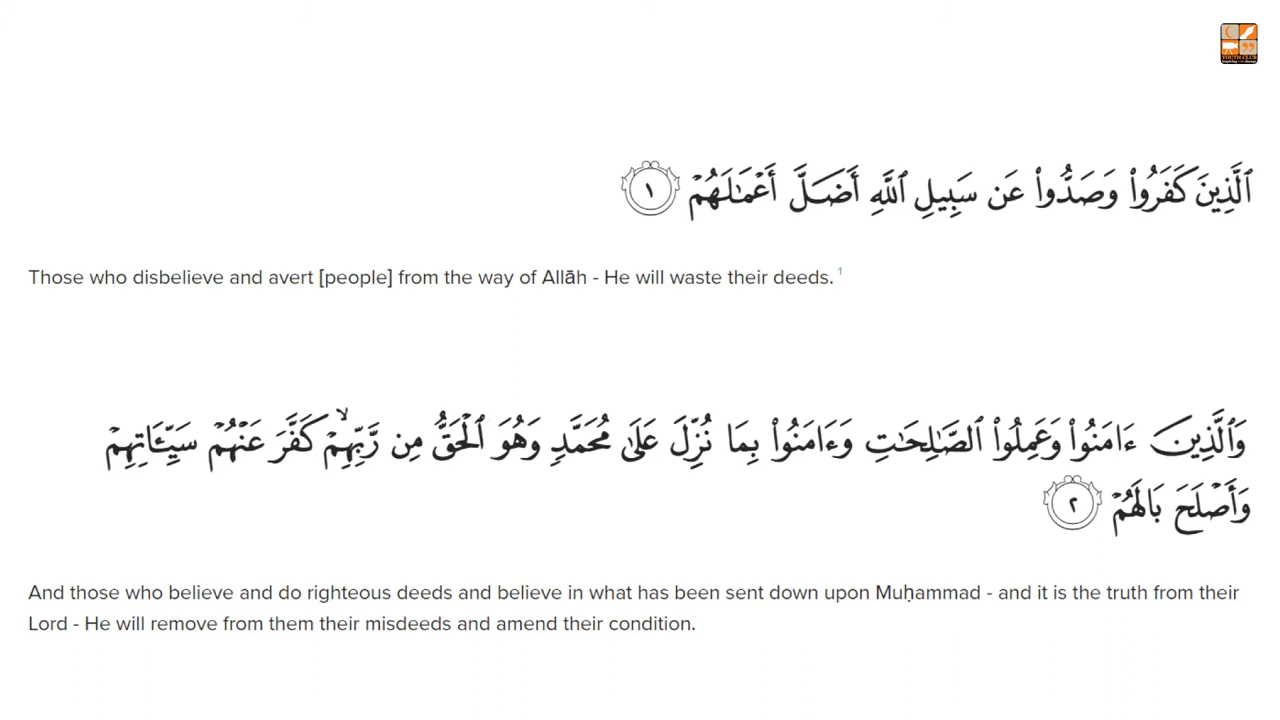 ٱلَّذِينَ كَفَرُوا۟ وَصَدُّوا۟ عَن سَبِيلِ ٱللَّهِ أَضَلَّ أَعْمَـٰلَهُمْ ١
Those who disbelieve and avert [people] from the way of Allāh - He will waste their deeds. 1
وَٱلَّذِينَ ءَامَنُوا۟ وَعَمِلُوا۟ ٱلصَّـٰلِحَـٰتِ وَءَامَنُوا۟ بِمَا نُزِّلَ عَلَىٰ مُحَمَّدٍ وَهُوَ ٱلْحَقُّ مِن رَّبِّهِمْ ۙ كَفَّرَ عَنْهُمْ سَيِّـَٔاتِهِمْ
وَأَصْلَحَ بَالَهُمْ ٢
And those who believe and do righteous deeds and believe in what has been sent down upon Muḥammad - and it is the truth from their
Lord - He will remove from them their misdeeds and amend their condition.
YOUTH CLUB